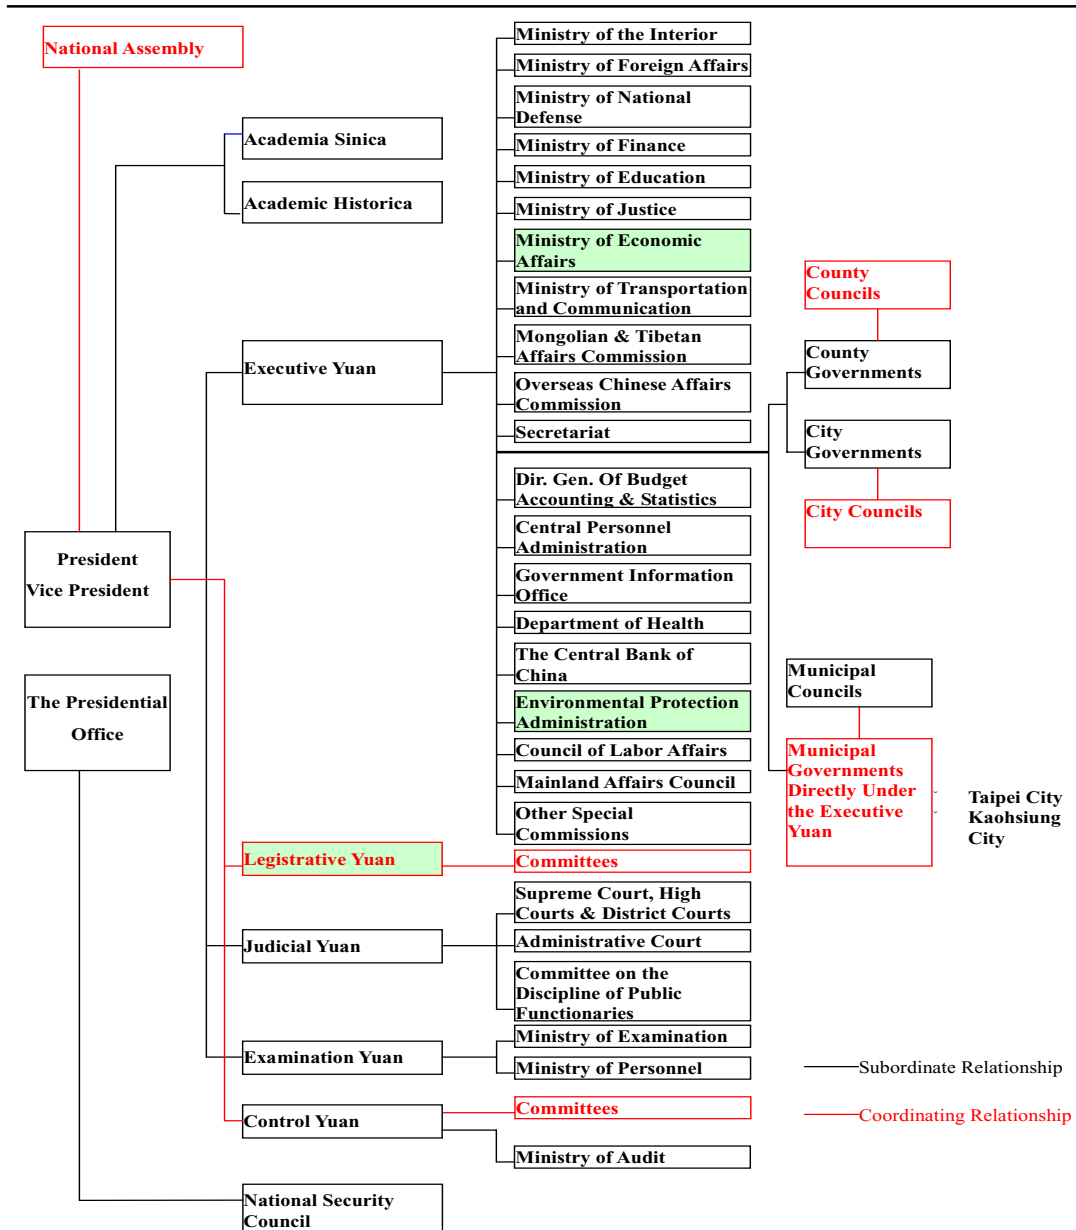 National Assembly
Academia Sinica
Academic Historica
Executive Yuan
President
Vice President
The Presidential
Office
Legistrative Yuan
Judicial Yuan
Examination Yuan
Control Yuan
National Security
Council
Ministry of the Interior
Ministry of Foreign Affairs
Ministry of National
Defense
Ministry of Finance
Ministry of Education
Ministry of Justice
Ministry of Economic
Affairs
Ministry of Transportation
and Communication
Mongolian & Tibetan
Affairs Commission
Overseas Chinese Affairs
Commission
Secretariat
Dir. Gen. Of Budget
Accounting & Statistics
Central Personnel
Administration
Government Information
Office
Department of Health
The Central Bank of
China
Environmental Protection
Administration
Council of Labor Affairs
Mainland Affairs Council
Other Special
Commissions
Committees
Supreme Court, High
Courts & District Courts
Administrative Court
Committee on the
Discipline of Public
Functionaries
Ministry of Examination
Ministry of Personnel
Committees
Ministry of Audit
County
Councils
County
Governments
City
Governments
City Councils
Municipal
Councils
Municipal
Governments
Directly Under
the Executive
Yuan
Taipei City
Kaohsiung
City
Subordinate Relationship
Coordinating Relationship